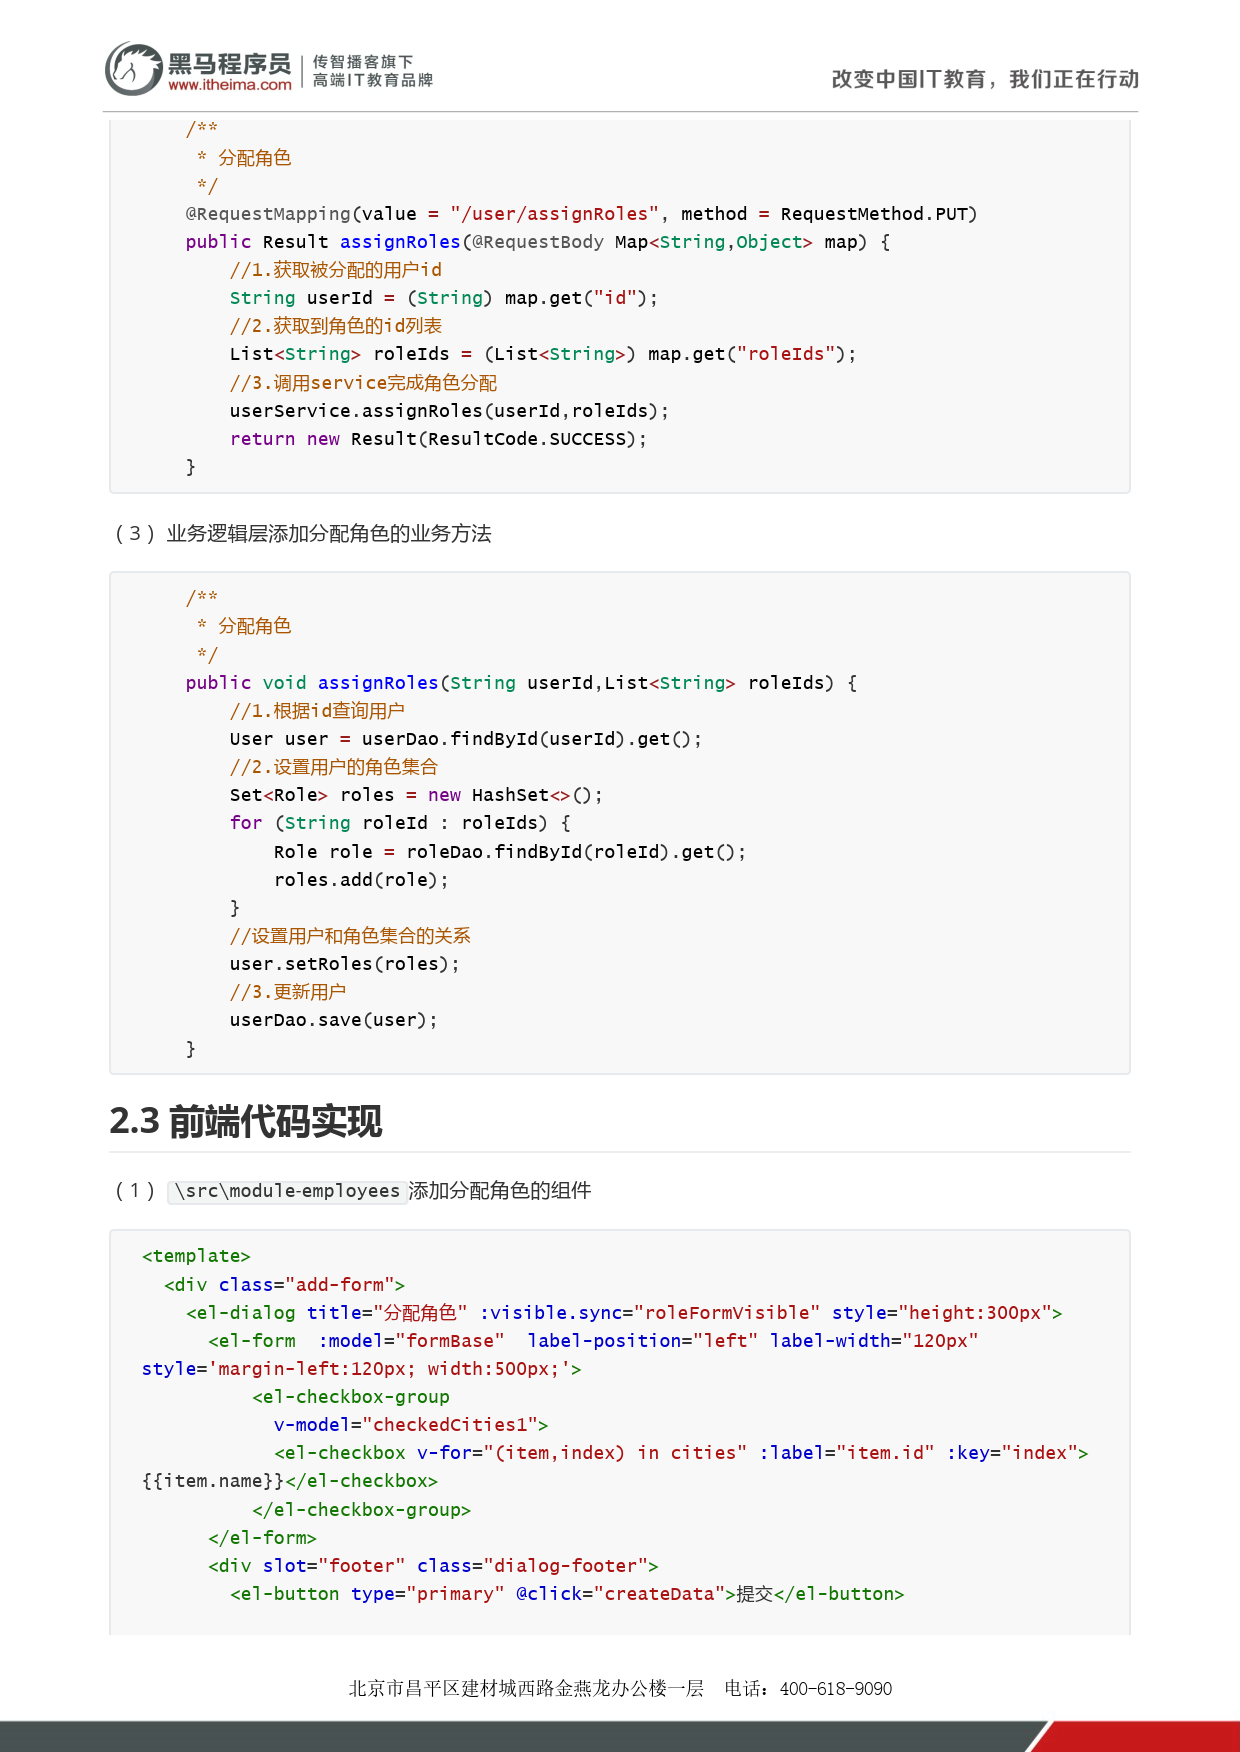 黑马程序员
www.itheima.com
传智播客旗下
高端IT教育品牌
改变中国IT教育，我们正在行动
    /**
     * 分配角色
     */
    @RequestMapping(value = "/user/assignRoles", method = RequestMethod.PUT)
    public Result assignRoles(@RequestBody Map<String,Object> map) {
        //1.获取被分配的用户id
        String userId = (String) map.get("id");
        //2.获取到角色的id列表
        List<String> roleIds = (List<String>) map.get("roleIds");
        //3.调用service完成角色分配
        userService.assignRoles(userId,roleIds);
        return new Result(ResultCode.SUCCESS);
    }
（3）业务逻辑层添加分配角色的业务方法
    /**
     * 分配角色
     */
    public void assignRoles(String userId,List<String> roleIds) {
        //1.根据id查询用户
        User user = userDao.findById(userId).get();
        //2.设置用户的角色集合
        Set<Role> roles = new HashSet<>();
        for (String roleId : roleIds) {
            Role role = roleDao.findById(roleId).get();
            roles.add(role);
        }
        //设置用户和角色集合的关系
        user.setRoles(roles);
        //3.更新用户
        userDao.save(user);
    }
2.3 前端代码实现
（1） \src\module-employees 添加分配角色的组件
<template>
  <div class="add-form">
    <el-dialog title="分配角色" :visible.sync="roleFormVisible" style="height:300px">
      <el-form  :model="formBase"  label-position="left" label-width="120px"
style='margin-left:120px; width:500px;'>
          <el-checkbox-group
            v-model="checkedCities1">
            <el-checkbox v-for="(item,index) in cities" :label="item.id" :key="index">
{{item.name}}</el-checkbox>
          </el-checkbox-group>
      </el-form>
      <div slot="footer" class="dialog-footer">
        <el-button type="primary" @click="createData">提交</el-button>
北京市昌平区建材城西路金燕龙办公楼一层　电话：400-618-9090